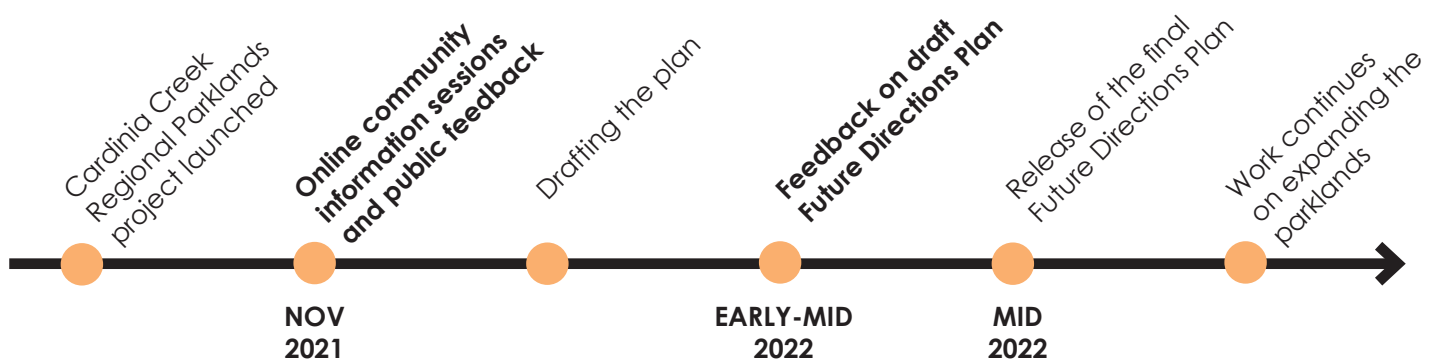 Cardinia Creek
Regional Parklands
project launched
Online community
information sessions
and public feedback
Drafting the plan
Feedback on draft
Future Directions Plan
Release of the final
Future Directions Plan
Work continues
on expanding the
parklands
NOV
2021
EARLY-MID
2022
MID
2022